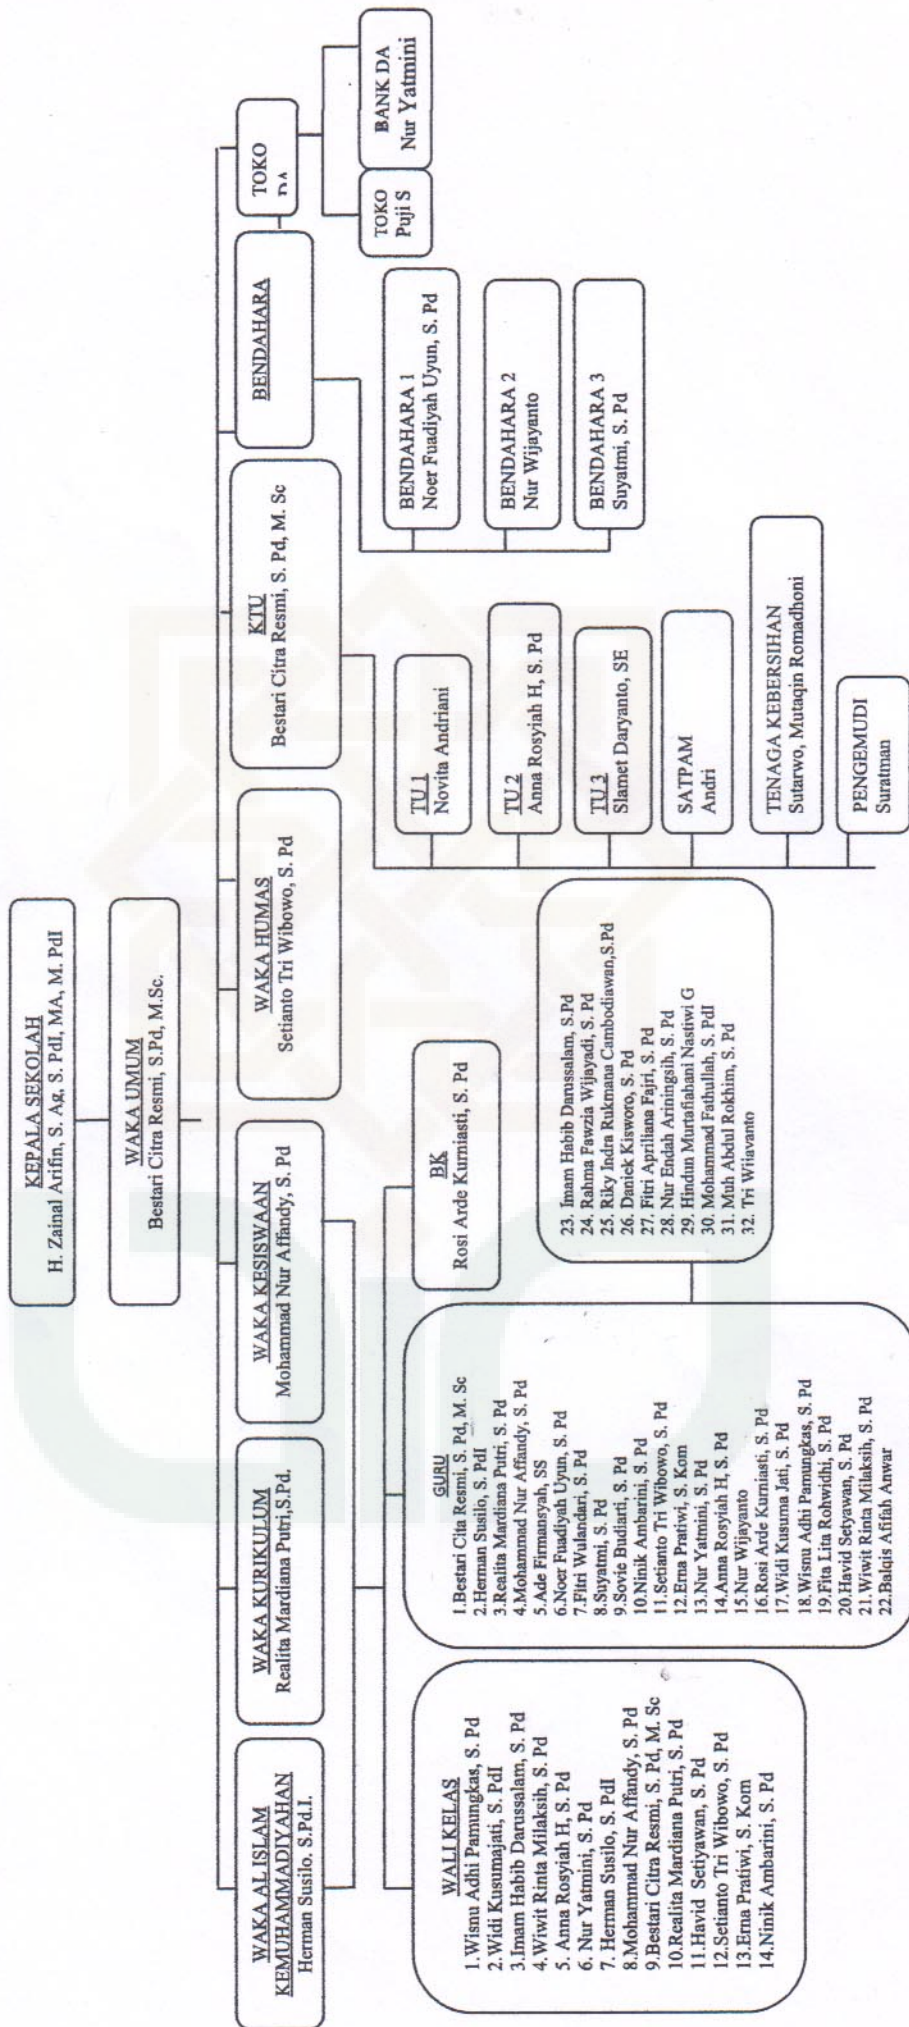 KEPALA SEKOLAH
H. Zainal Arifin, S. Ag, S. PdI, MA, M. PdI
WAKA UMUM
Bestari Citra Resmi, S.Pd, M.Sc.
WAKA AL ISLAM
KEMUHAMMADIYAHAN
Herman Susilo. S.Pd.I.
WAKA KURIKULUM
Realita Mardiana Putri,S.Pd.
WAKA KESISWAAN
Mohammad Nur Affandy, S. Pd
WAKA HUMAS
Setianto Tri Wibowo, S. Pd
KTU
Bestari Citra Resmi, S. Pd, M. Sc
BENDAHARA
TOKO
DA
TOKO
Puji S
BANK DA
Nur Yatmini
BENDAHARA 1
Noer Fuadiyah Uyun, S. Pd
BENDAHARA 2
Nur Wijayanto
BENDAHARA 3
Suyatmi, S. Pd
TU 1
Novita Andriani
TU 2
Anna Rosyiah H, S. Pd
TU 3
Slamet Daryanto, SE
SATPAM
Andri
TENAGA KEBERSIHAN
Sutarwo, Mutaqin Romadhoni
PENGEMUDI
Suratman
BK
Rosi Arde Kurniasti, S. Pd
WALI KELAS
1.Wisnu Adhi Pamungkas, S. Pd
2. Widi Kusumajati, S. PdI
3.Imam Habib Darussalam, S. Pd
4. Wiwit Rinta Milaksih, S. Pd
5. Anna Rosyiah H, S. Pd
6. Nur Yatmini, S. Pd
7. Herman Susilo, S. PdI
8.Mohammad Nur Affandy, S. Pd
9.Bestari Citra Resmi, S. Pd, M. Sc
10.Realita Mardiana Putri, S. Pd
11.Havid Setiyawan, S. Pd
12.Setianto Tri Wibowo, S. Pd
13.Erna Pratiwi, S. Kom
14.Ninik Ambarini, S. Pd
GURU
1.Bestari Cita Resmi, S. Pd, M. Sc
2.Herman Susilo, S. PdI
3.Realita Mardiana Putri, S. Pd
4.Mohammad Nur Affandy, S. Pd
5.Ade Firmansyah, SS
6.Noer Fuadiyah Uyun, S. Pd
7.Fitri Wulandari, S. Pd
8.Suyatmi, S. Pd
9.Sovie Budiarti, S. Pd
10.Ninik Ambarini, S. Pd
11.Setianto Tri Wibowo, S. Pd
12.Erna Pratiwi, S. Kom
13.Nur Yatmini, S. Pd
14.Anna Rosyiah H, S. Pd
15.Nur Wijayanto
16.Rosi Arde Kurniasti, S. Pd
17.Widi Kusuma Jati, S. Pd
18.Wisnu Adhi Pamungkas, S. Pd
19.Fita Lita Rohwidhi, S. Pd
20.Havid Setyawan, S. Pd
21.Wiwit Rinta Milaksih, S. Pd
22.Balqis Afifah Anwar
23. Imam Habib Darussalam, S.Pd
24. Rahma Fawzia Wijayadi, S. Pd
25. Riky Indra Rukmana Cambodiawan,S.Pd
26. Danick Kisworo, S. Pd
27. Fitri Apriliana Fajri, S. Pd
28. Nur Endah Ariningsih, S. Pd
29. Hindun Murtafiahani Nastiwi G
30. Mohammad Fathullah, S. PdI
31. Muh Abdul Rokhim, S. Pd
32. Tri Wijayanto